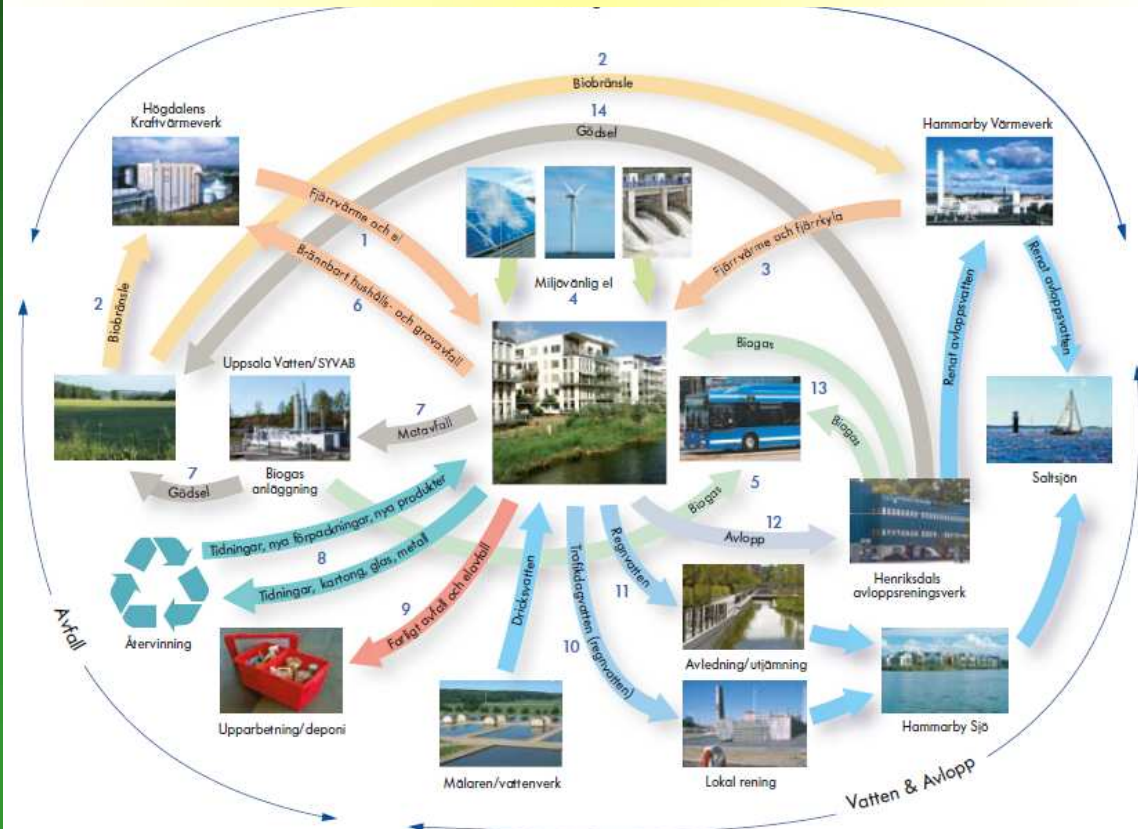 2
Biobränsle
14
Gödsel
Högdalens
Kraftvärmeverk
Hammarby Värmeverk
Fjärrvärme och el
1
Brännbart hushålls- och grovavfall
6
Miljövänlig el
4
Fjärrvärme och fjärrkyla
3
Renat avloppsvatten
Renat avloppsvatten
2
Biobränsle
Uppsala Vatten/SYVAB
Biogas
13
Biogas
7
Matavfall
7
Gödsel
Biogas
anläggning
5
Biogas
Saltsjön
Tidningar, nya förpackningar, nya produkter
8
Tidningar, kartong, glas, metall
12
Avlopp
Henriksdals
avloppsreningsverk
Regnvatten
11
Trafikdagvatten (regnvatten)
10
Dricksvatten
9
Farligt avfall och elavfall
Återvinning
Avfall
Avledning/utjämning
Upparbetning/deponi
Hammarby Sjö
Mälaren/vattenverk
Lokal rening
Vatten & Avlopp